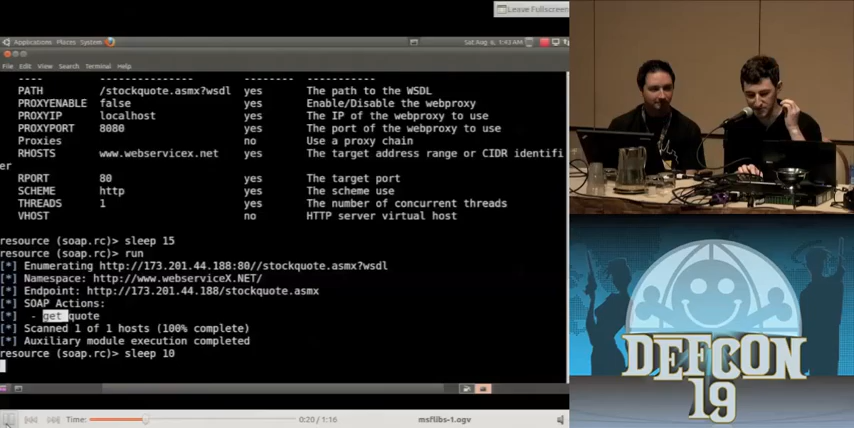 Leave Fullscreen
Applications Places System
Sat Aug 6, 1:43 AM
File Edit View Search Terminal Help
---- --------------- -------- -----------
PATH /stockquote.asmx?wsdl yes The path to the WSDL
PROXYENABLE false yes Enable/Disable the webproxy
PROXYIP localhost yes The IP of the webproxy to use
PROXYPORT 8080 yes The port of the webproxy to use
Proxies no Use a proxy chain
RHOSTS www.webservicex.net yes The target address range or CIDR identifi
er
RPORT 80 yes The target port
SCHEME http yes The scheme use
THREADS 1 yes The number of concurrent threads
VHOST no HTTP server virtual host
resource (soap.rc)> sleep 15
resource (soap.rc)> run
[*] Enumerating http://173.201.44.188:80//stockquote.asmx?wsdl
[*] Namespace: http://www.webserviceX.NET/
[*] Endpoint: http://173.201.44.188/stockquote.asmx
[*] SOAP Actions:
[*] - get quote
[*] Scanned 1 of 1 hosts (100% complete)
[*] Auxiliary module execution completed
resource (soap.rc)> sleep 10
Time: 0:20 / 1:16 msflibs-1.ogv
DEFCON
19